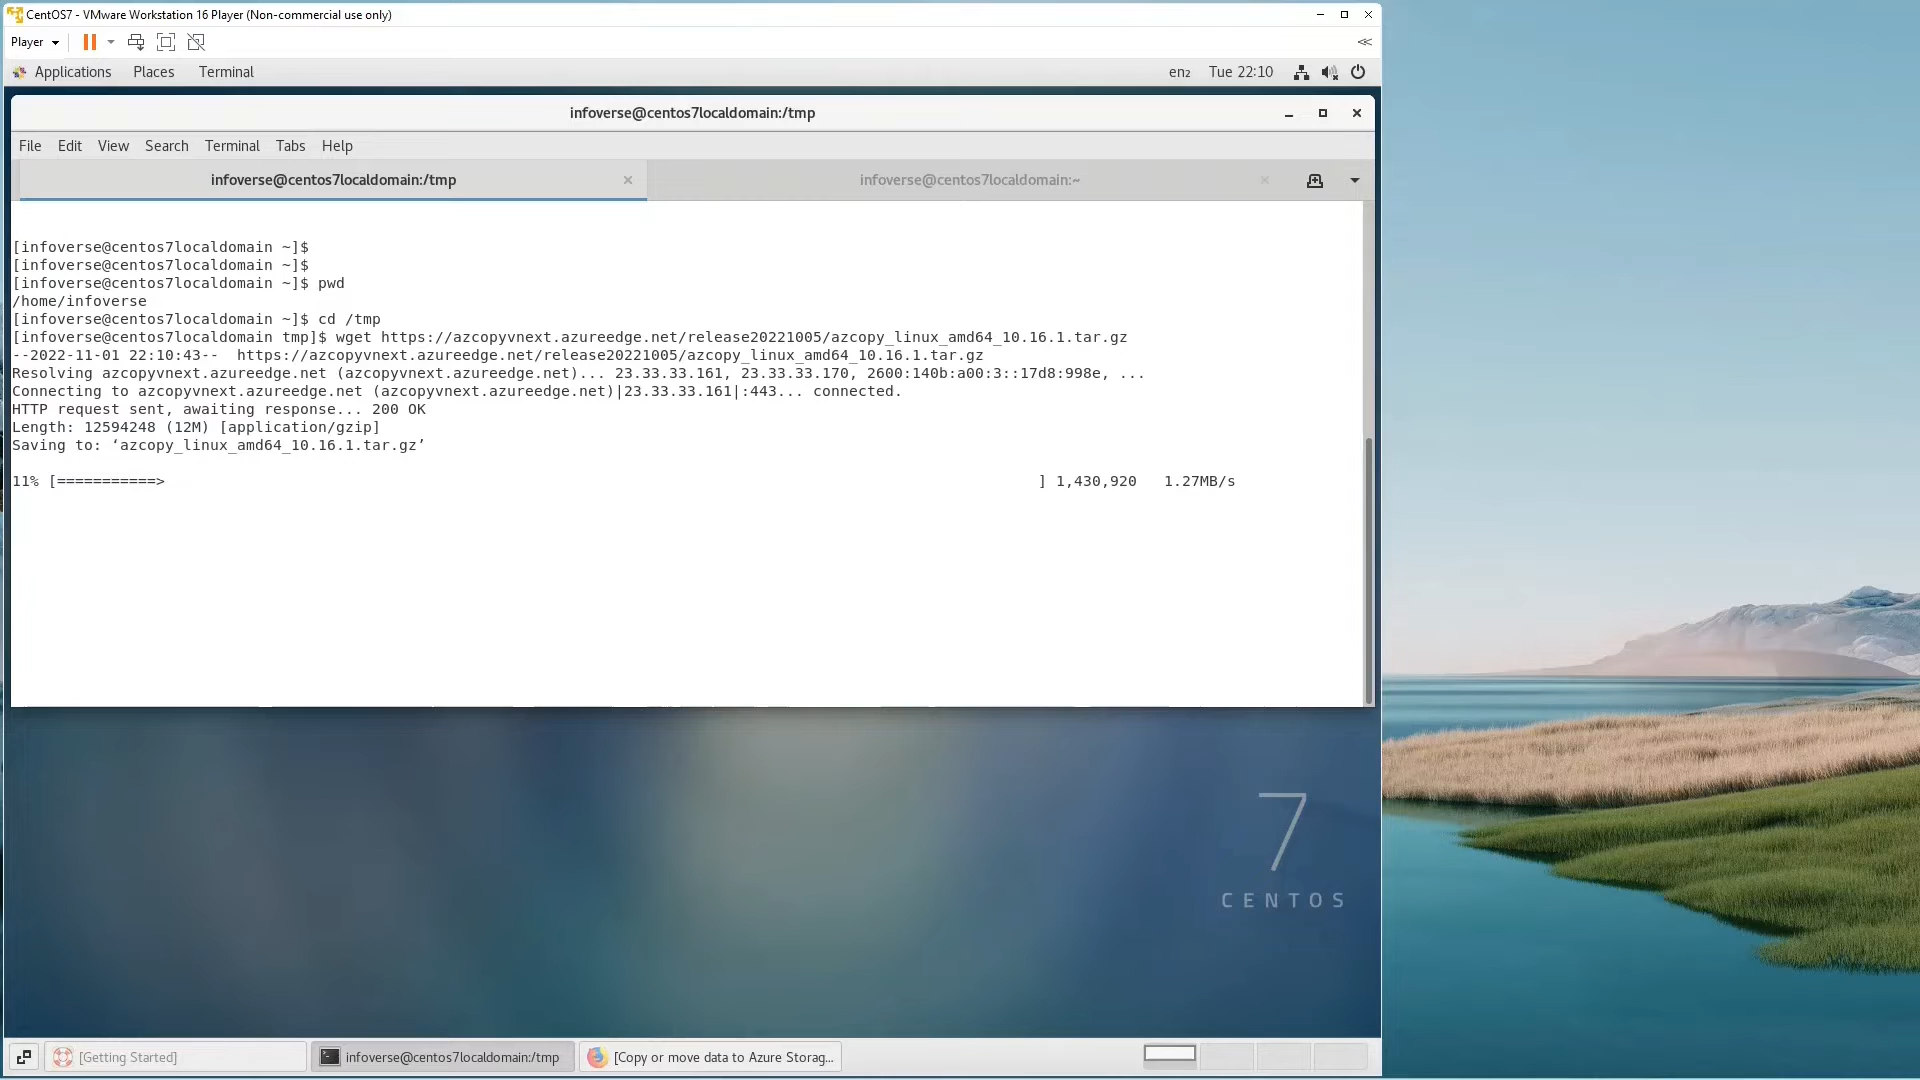 CentOS7 - VMware Workstation 16 Player (Non-commercial use only)
Player
Applications Places Terminal en₂ Tue 22:10
infoverse@centos7localdomain:/tmp
File Edit View Search Terminal Tabs Help
infoverse@centos7localdomain:/tmp infoverse@centos7localdomain:~
[infoverse@centos7localdomain ~]$
[infoverse@centos7localdomain ~]$
[infoverse@centos7localdomain ~]$ pwd
/home/infoverse
[infoverse@centos7localdomain ~]$ cd /tmp
[infoverse@centos7localdomain tmp]$ wget https://azcopyvnext.azureedge.net/release20221005/azcopy_linux_amd64_10.16.1.tar.gz
--2022-11-01 22:10:43--  https://azcopyvnext.azureedge.net/release20221005/azcopy_linux_amd64_10.16.1.tar.gz
Resolving azcopyvnext.azureedge.net (azcopyvnext.azureedge.net)... 23.33.33.161, 23.33.33.170, 2600:140b:a00:3::17d8:998e, ...
Connecting to azcopyvnext.azureedge.net (azcopyvnext.azureedge.net)|23.33.33.161|:443... connected.
HTTP request sent, awaiting response... 200 OK
Length: 12594248 (12M) [application/gzip]
Saving to: ‘azcopy_linux_amd64_10.16.1.tar.gz’
11% [===========> ] 1,430,920   1.27MB/s
7
CENTOS
[Getting Started] infoverse@centos7localdomain:/tmp [Copy or move data to Azure Storag...